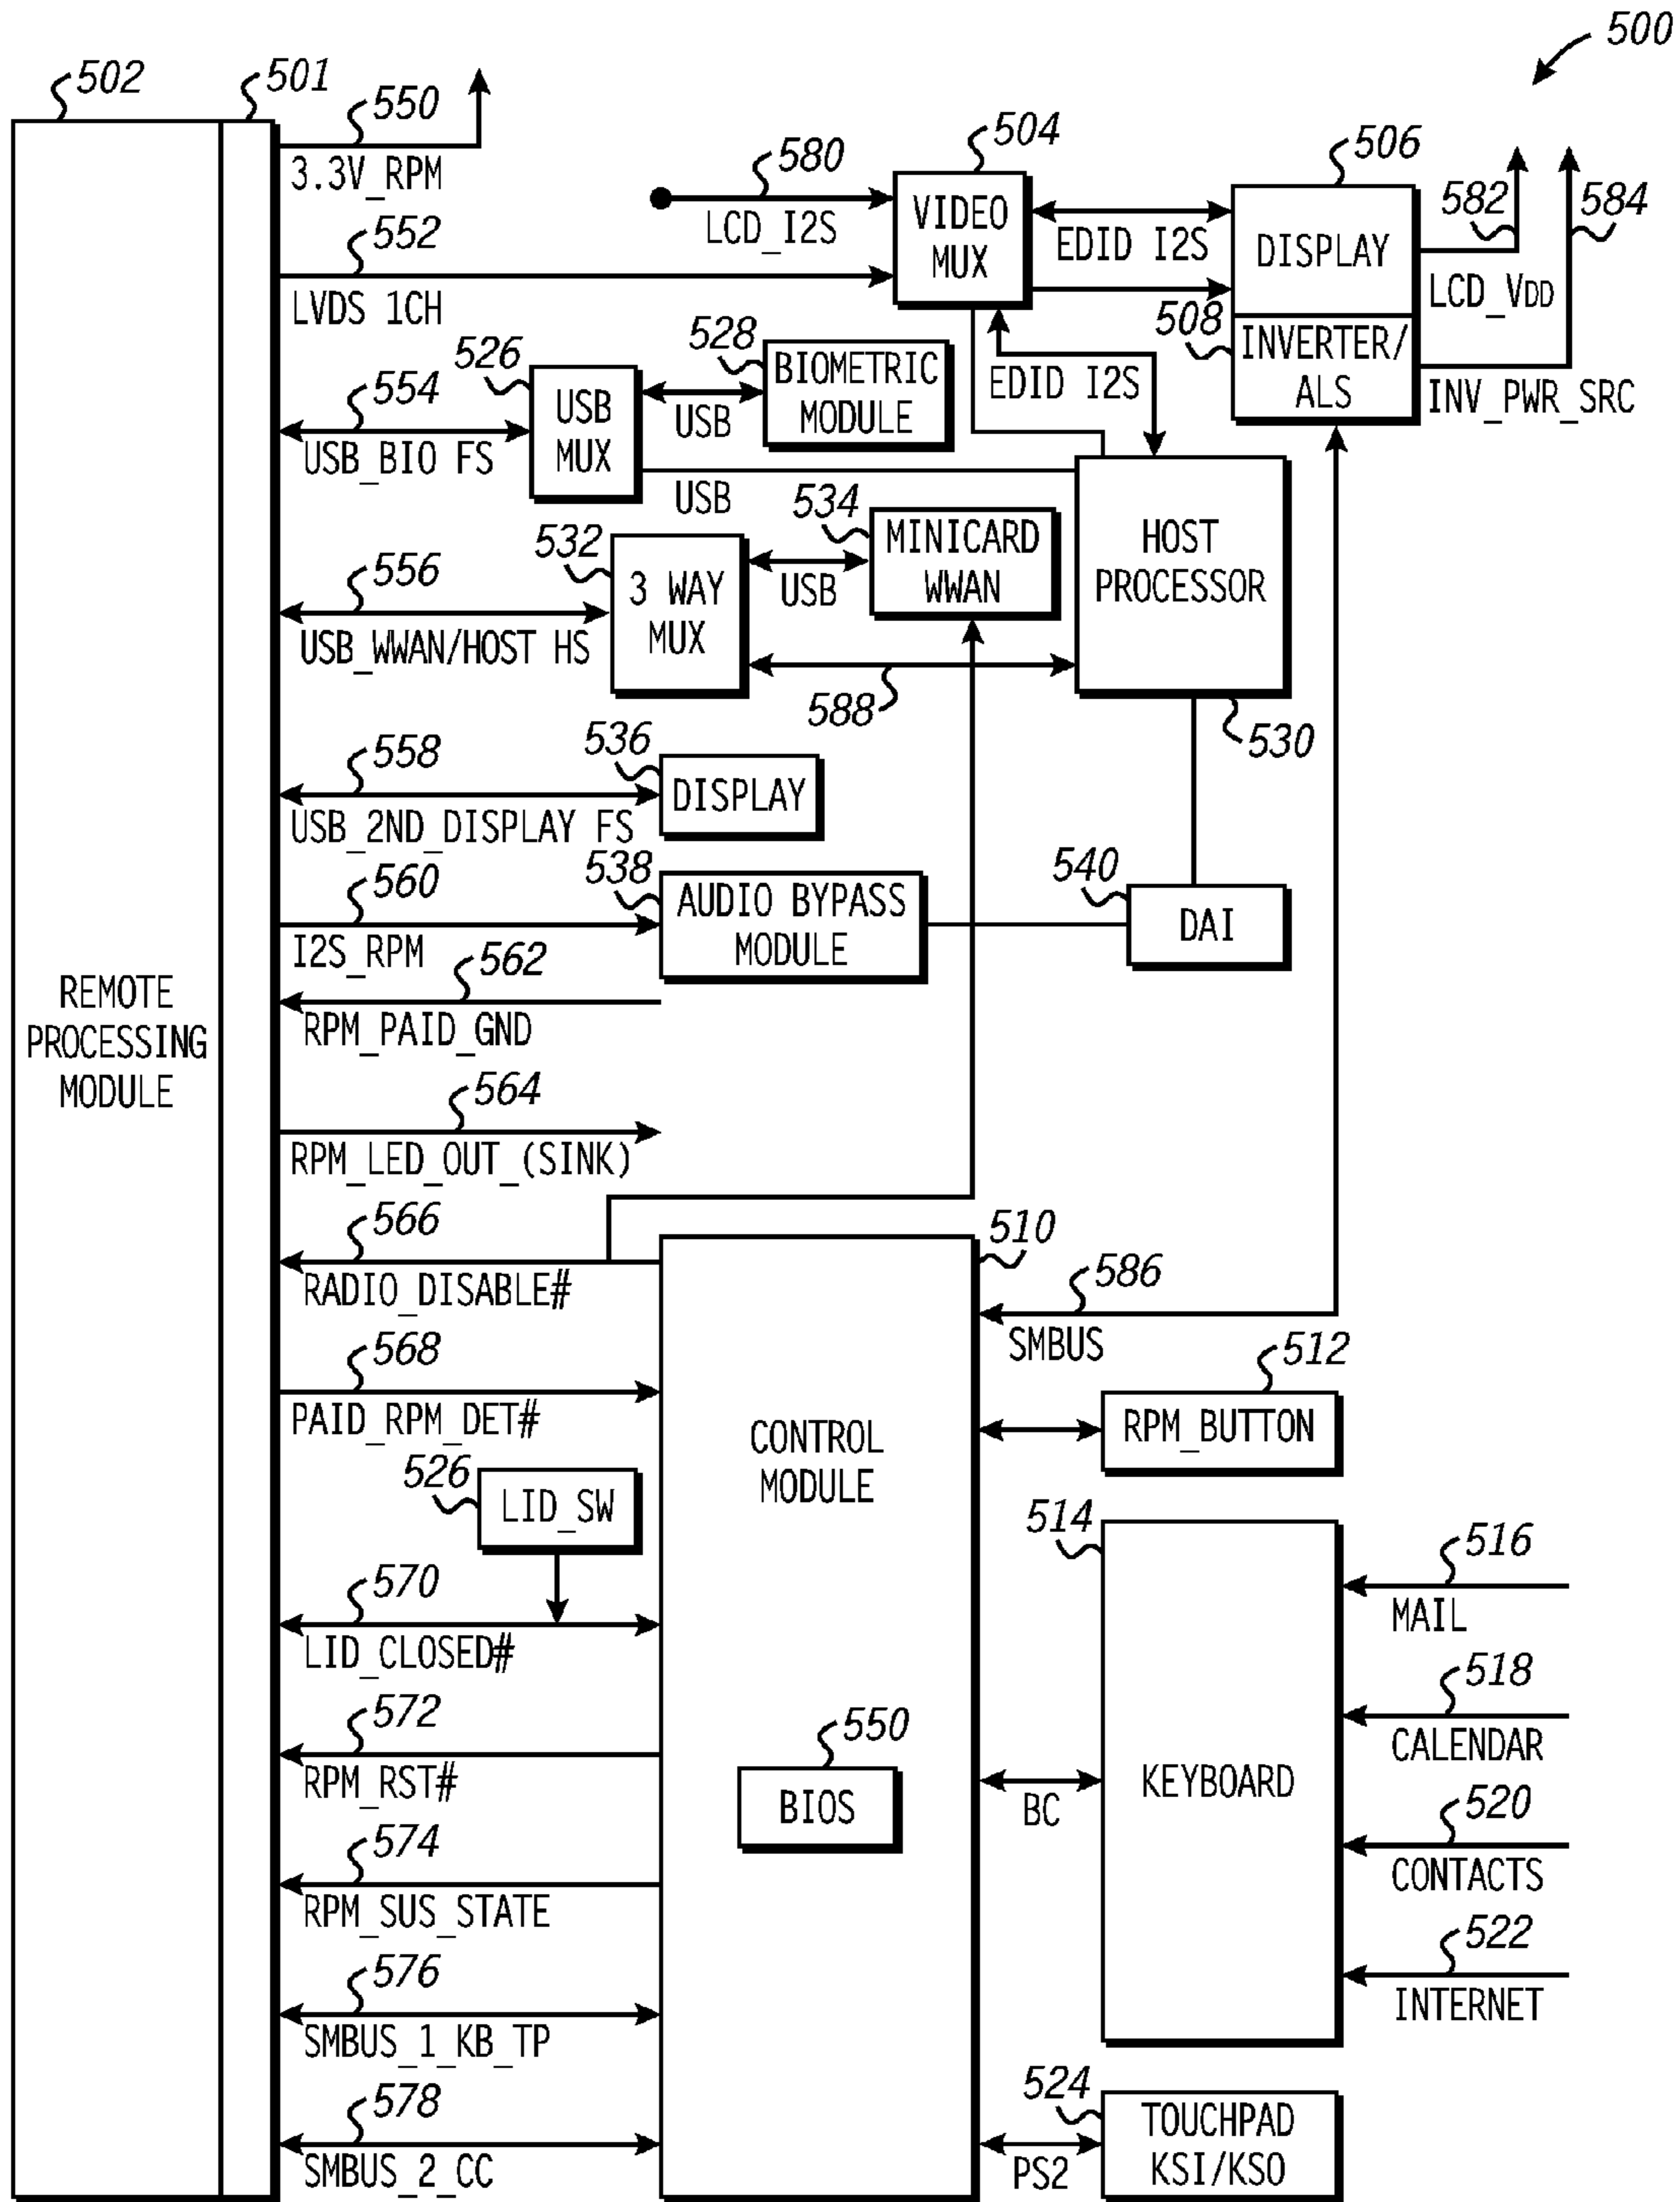 500
502
501
550
3.3V_RPM
580
LCD_I2S
504
VIDEO
MUX
EDID I2S
506
DISPLAY
582
584
LCD_VDD
552
LVDS 1CH
508
INVERTER/
ALS
INV_PWR_SRC
EDID I2S
526
USB
MUX
528
BIOMETRIC
MODULE
USB
554
USB_BIO FS
USB
HOST
PROCESSOR
530
534
MINICARD
WWAN
532
3 WAY
MUX
USB
556
USB_WWAN/HOST HS
588
558
USB_2ND_DISPLAY FS
536
DISPLAY
560
I2S_RPM
538
AUDIO BYPASS
MODULE
540
DAI
562
RPM_PAID_GND
REMOTE
PROCESSING
MODULE
564
RPM_LED_OUT_(SINK)
566
RADIO_DISABLE#
510
586
SMBUS
568
PAID_RPM_DET#
512
RPM_BUTTON
CONTROL
MODULE
526
LID_SW
514
KEYBOARD
516
MAIL
570
LID_CLOSED#
518
CALENDAR
572
RPM_RST#
550
BIOS
BC
520
CONTACTS
574
RPM_SUS_STATE
522
INTERNET
576
SMBUS_1_KB_TP
524
TOUCHPAD
KSI/KSO
578
SMBUS_2_CC
PS2